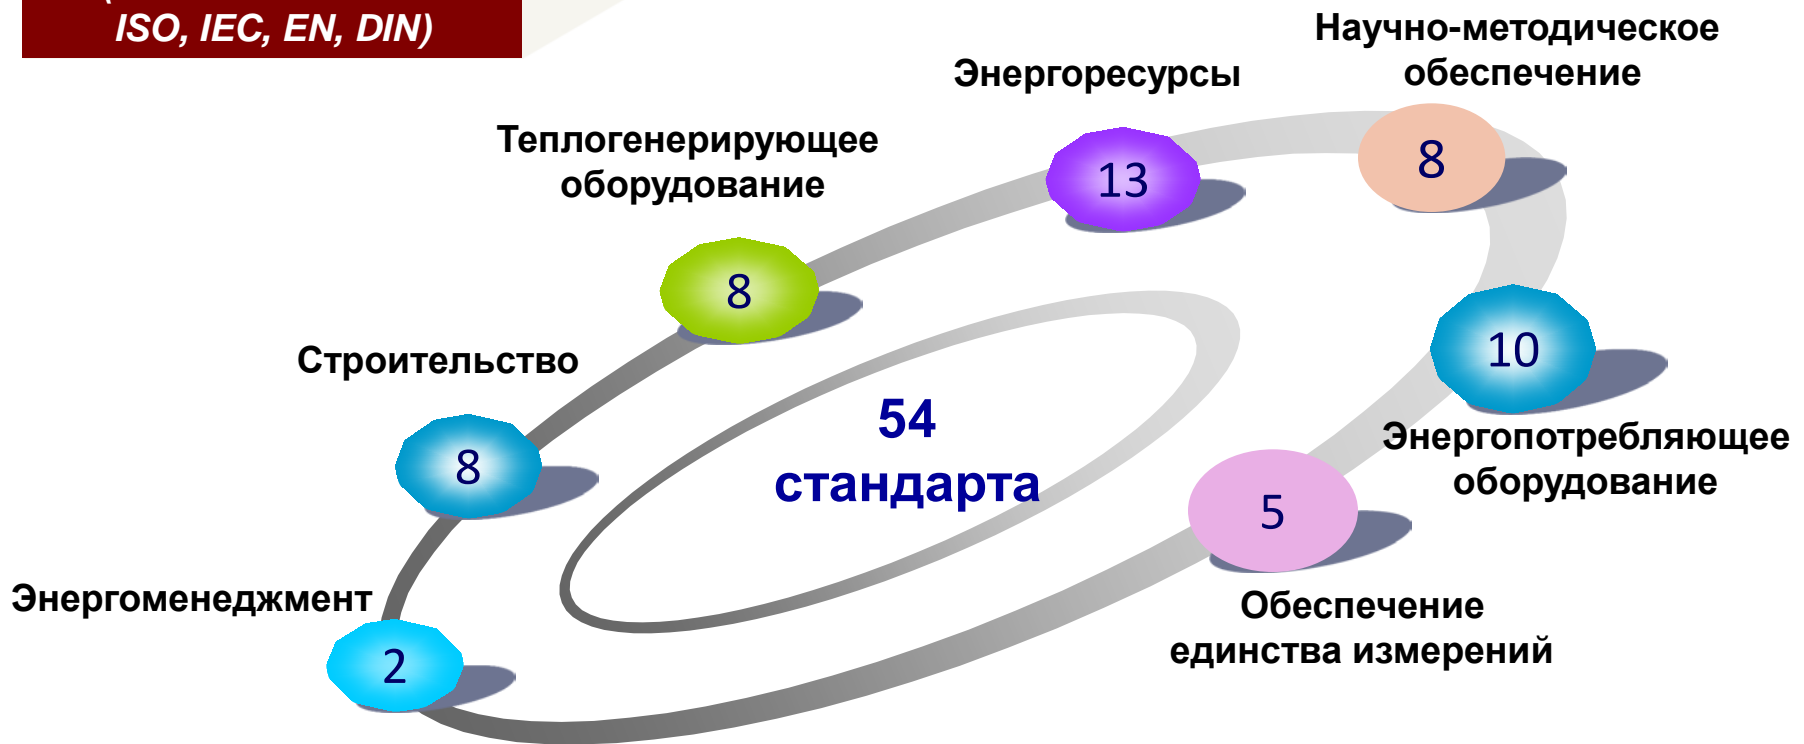 ISO, IEC, EN, DIN)
Научно-методическое
обеспечение
8
Энергоресурсы
13
Теплогенерирующее
оборудование
8
Строительство
8
Энергоменеджмент
2
54
стандарта
10
Энергопотребляющее
оборудование
5
Обеспечение
единства измерений